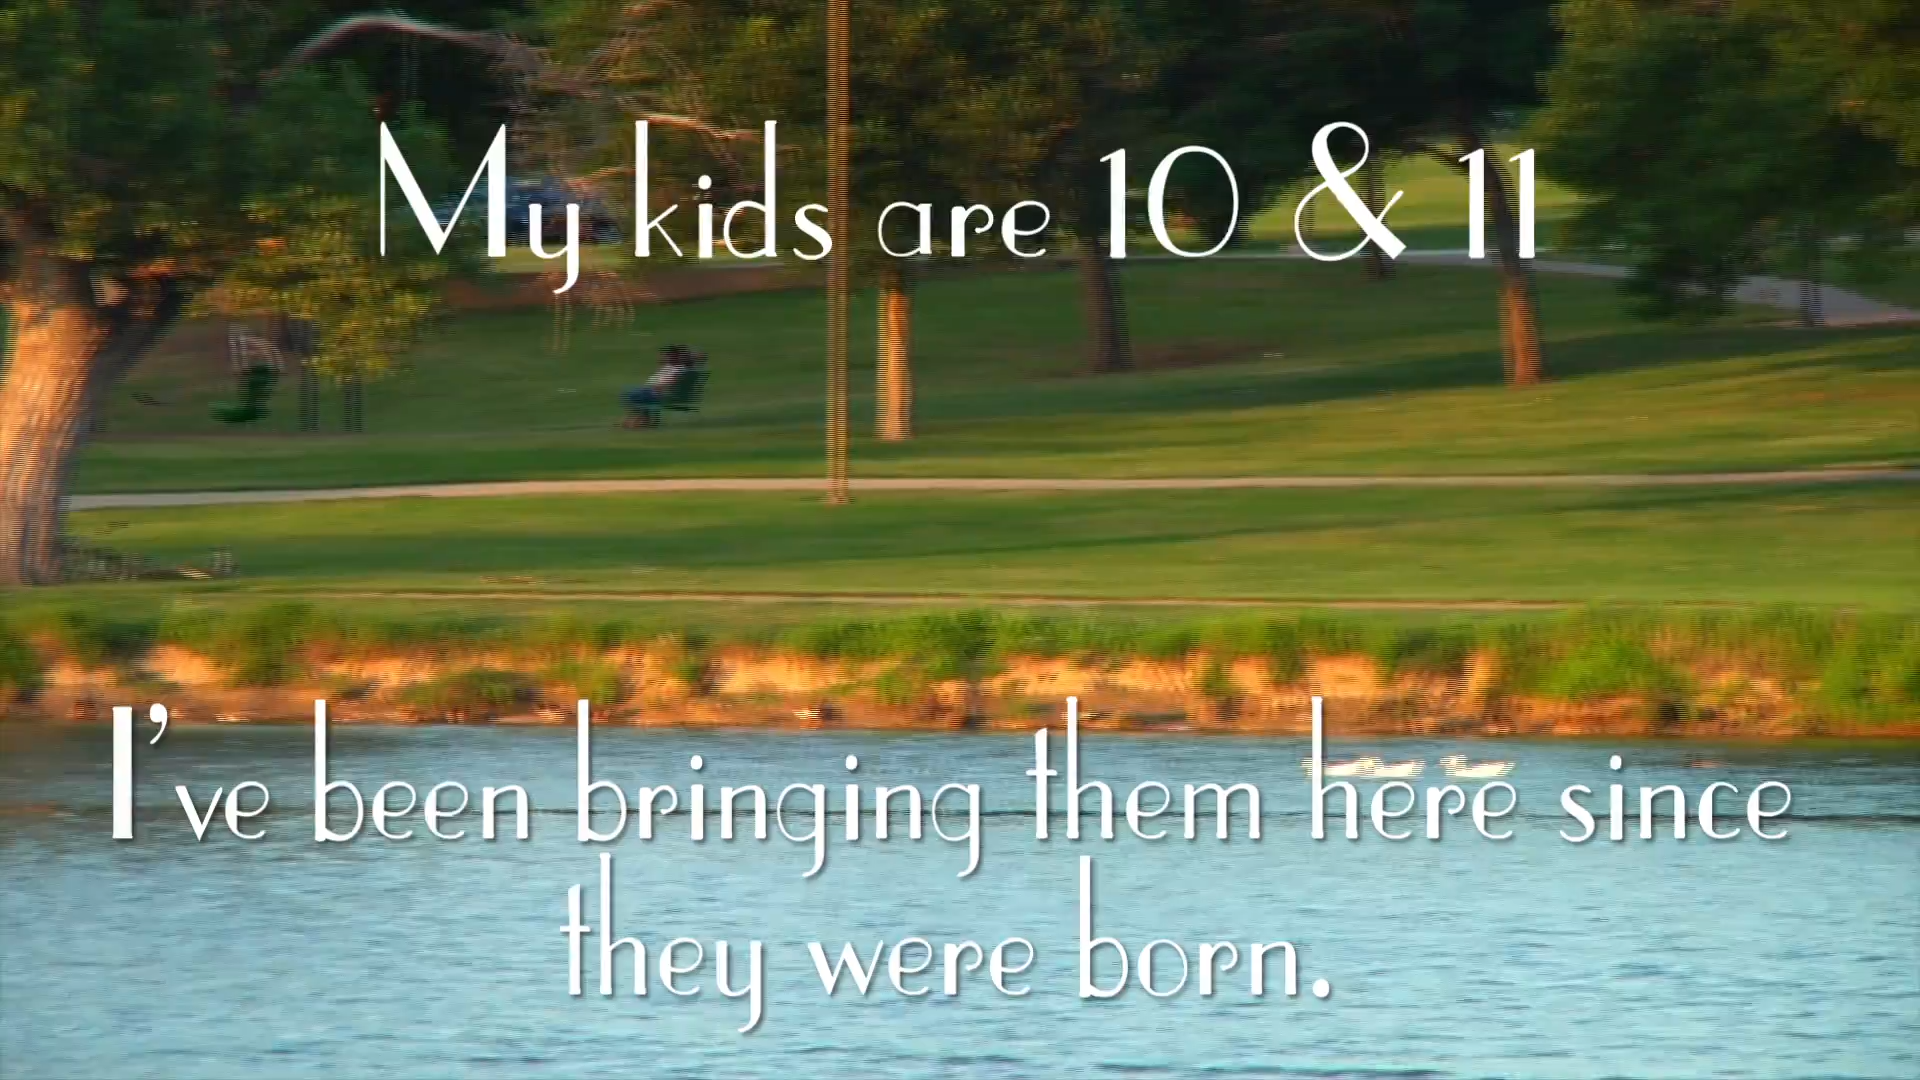 My kids are 10 & 11
I've been bringing them here since
they were born.